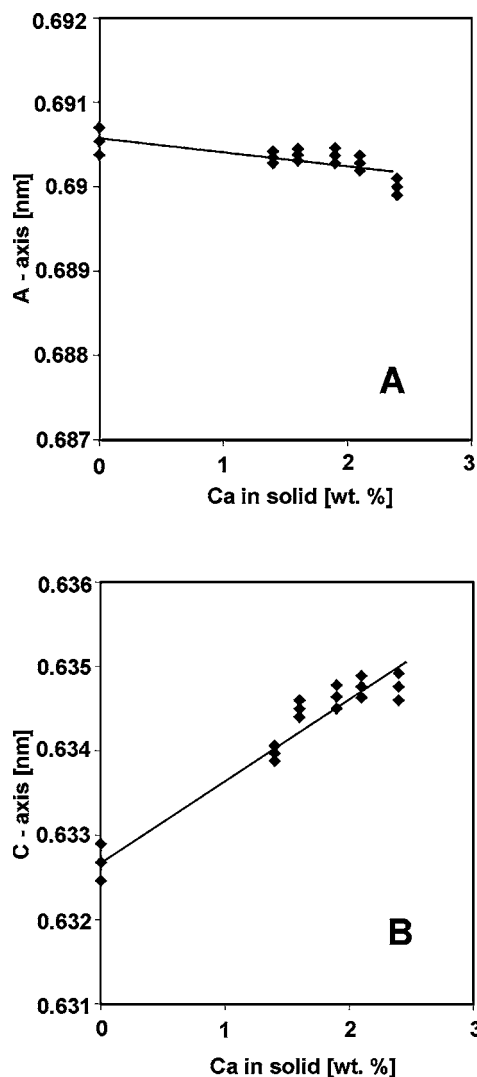 0.692
0.691
0.69
0.689
0.688
0.687
A - axis [nm]
A
0 1 2 3
Ca in solid [wt. %]
0.636
0.635
0.634
0.633
0.632
0.631
C - axis [nm]
B
0 1 2 3
Ca in solid [wt. %]